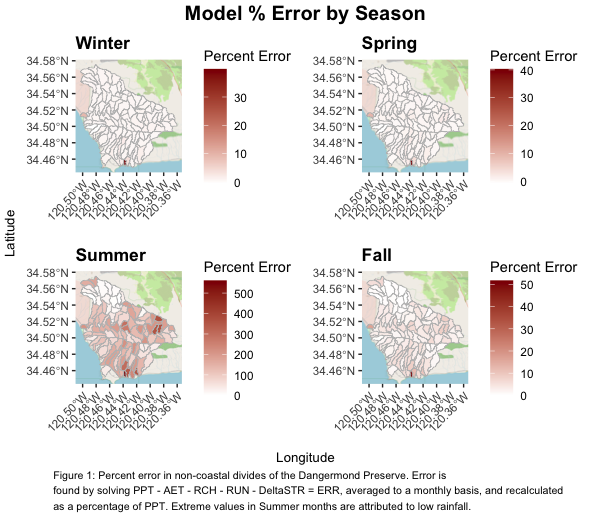 Model % Error by Season
Winter
Percent Error
34.58°N
34.56°N
34.54°N
34.52°N
34.50°N
34.48°N
34.46°N
30
20
10
0
120.50°W
120.48°W
120.46°W
120.44°W
120.42°W
120.40°W
120.38°W
120.36°W
Spring
Percent Error
34.58°N
34.56°N
34.54°N
34.52°N
34.50°N
34.48°N
34.46°N
40
30
20
10
0
120.50°W
120.48°W
120.46°W
120.44°W
120.42°W
120.40°W
120.38°W
120.36°W
Latitude
Summer
Percent Error
34.58°N
34.56°N
34.54°N
34.52°N
34.50°N
34.48°N
34.46°N
500
400
300
200
100
0
120.50°W
120.48°W
120.46°W
120.44°W
120.42°W
120.40°W
120.38°W
120.36°W
Fall
Percent Error
34.58°N
34.56°N
34.54°N
34.52°N
34.50°N
34.48°N
34.46°N
50
40
30
20
10
0
120.50°W
120.48°W
120.46°W
120.44°W
120.42°W
120.40°W
120.38°W
120.36°W
Longitude
Figure 1: Percent error in non-coastal divides of the Dangermond Preserve. Error is
found by solving PPT - AET - RCH - RUN - DeltaSTR = ERR, averaged to a monthly basis, and recalculated
as a percentage of PPT. Extreme values in Summer months are attributed to low rainfall.